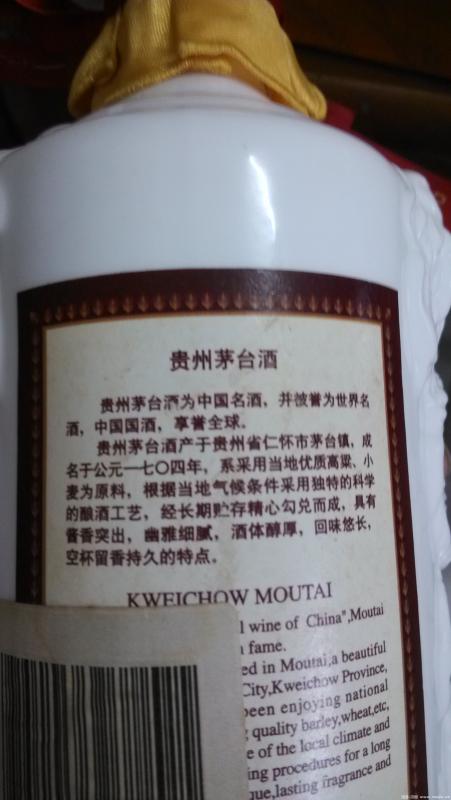 贵州茅台酒
贵州茅台酒为中国名酒，并被誉为世界名
酒，中国国酒，享誉全球。
贵州茅台酒产于贵州省仁怀市茅台镇，成
名于公元一七〇四年，系采用当地优质高粱、小
麦为原料，根据当地气候条件采用独特的科学
的酿酒工艺，经长期贮存精心勾兑而成，具有
酱香突出，幽雅细腻，酒体醇厚，回味悠长，
空杯留香持久的特点。
KWEICHOW MOUTAI
l wine of China",Moutai
fame.
ed in Moutai,a beautiful
City,Kweichow Province,
been enjoying national
quality barley,wheat,etc,
e of the local climate and
ing procedures for a long
que,lasting fragrance and